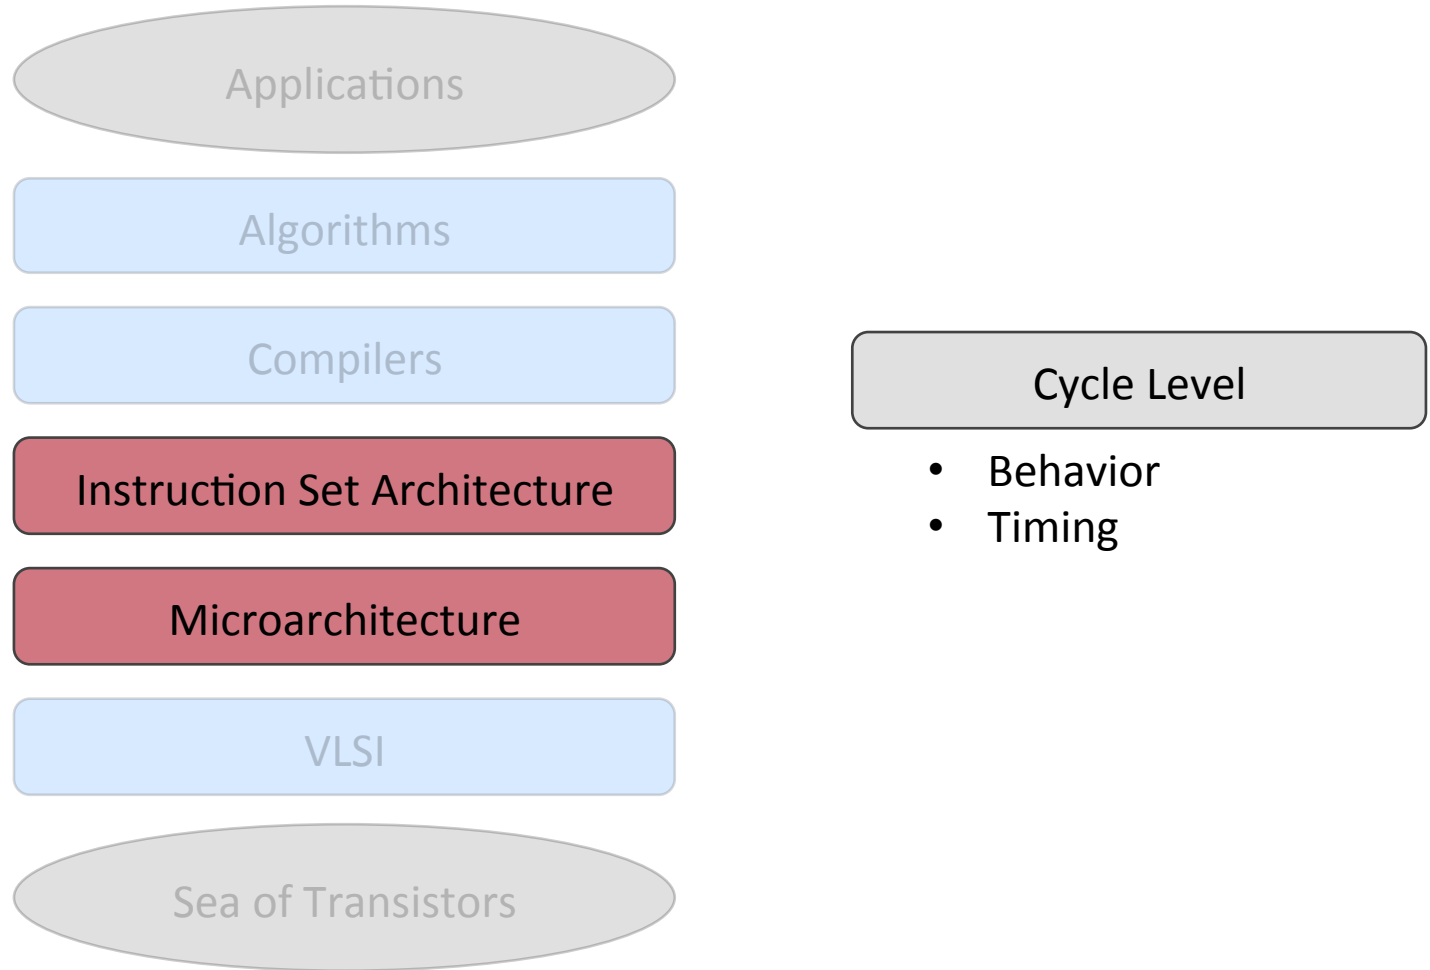 Applications
Algorithms
Compilers
Instruction Set Architecture
Microarchitecture
VLSI
Sea of Transistors
Cycle Level
• Behavior
• Timing